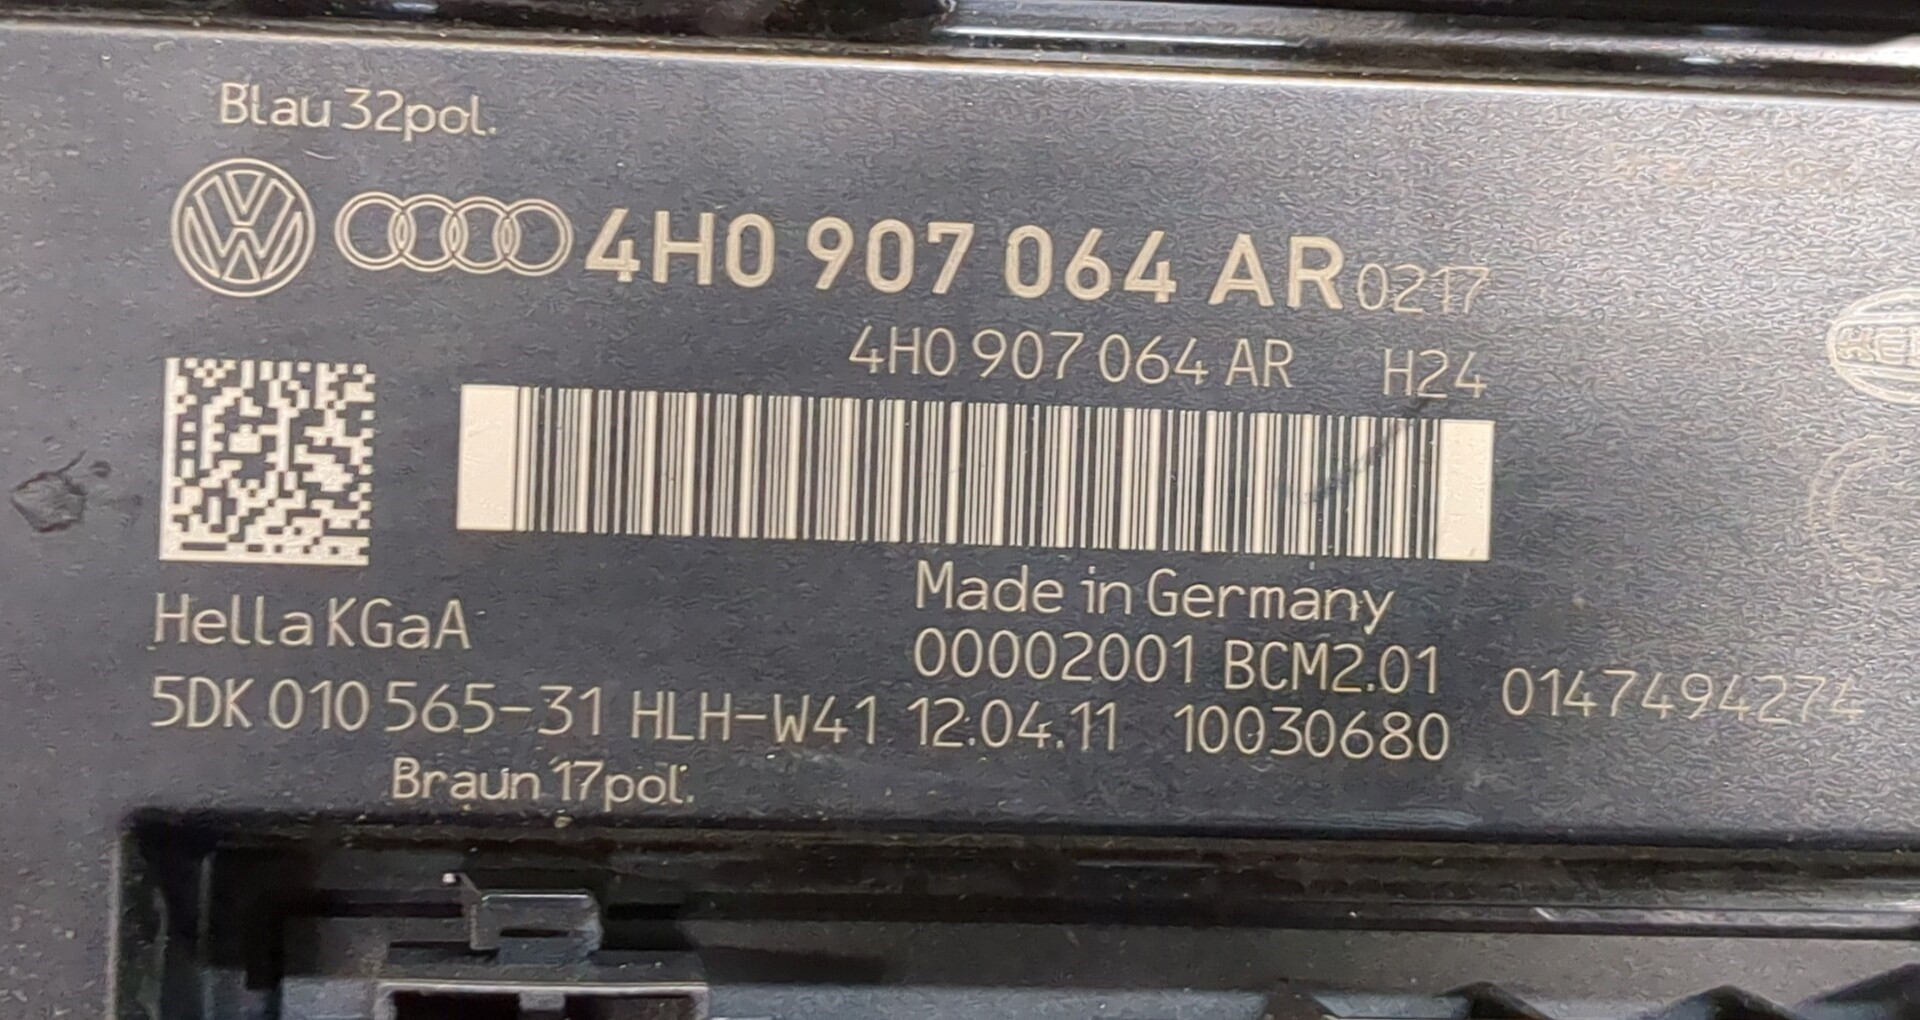 Blau 32pol.
4H0 907 064 AR 0217
4H0 907 064 AR H24
Made in Germany
Hella KGaA
00002001 BCM2.01
5DK 010 565-31 HLH-W41 12.04.11 10030680
0147494274
Braun 17pol.